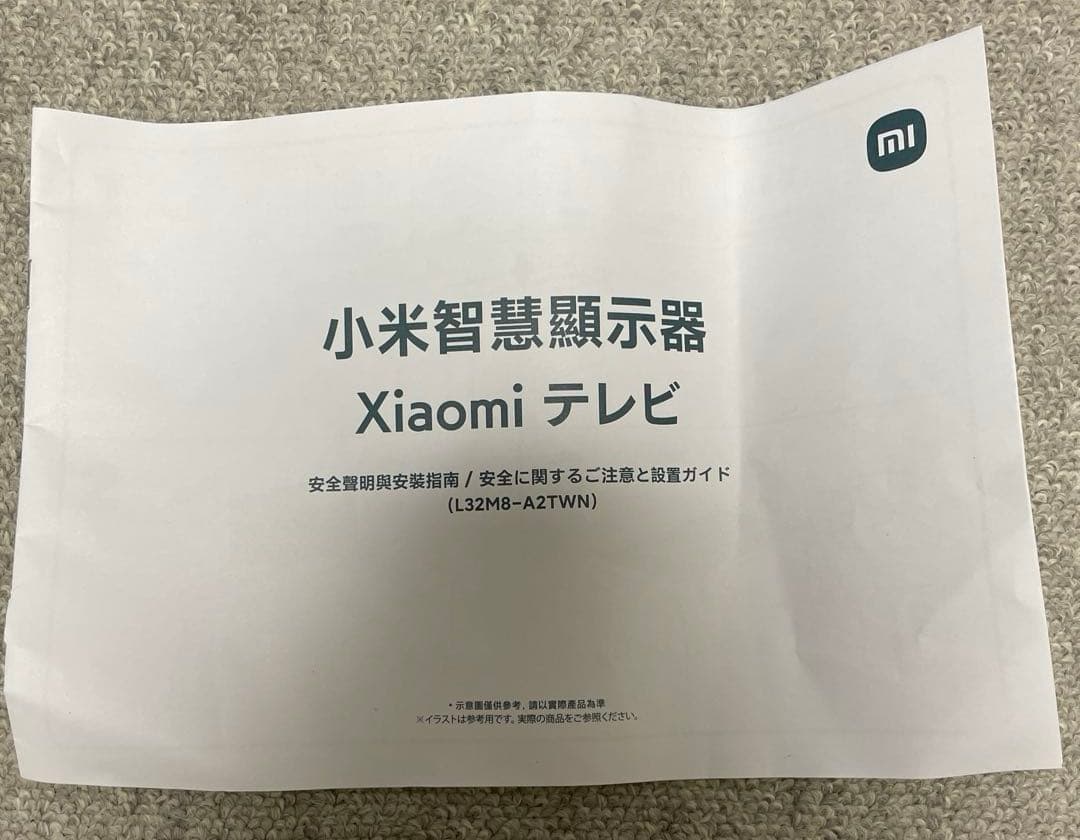 mi
小米智慧顯示器
Xiaomi テレビ
安全聲明與安裝指南 / 安全に関するご注意と設置ガイド
(L32M8-A2TWN)
* 示意圖僅供參考，請以實際產品為準
※イラストは参考用です。実際の商品をご参照ください。